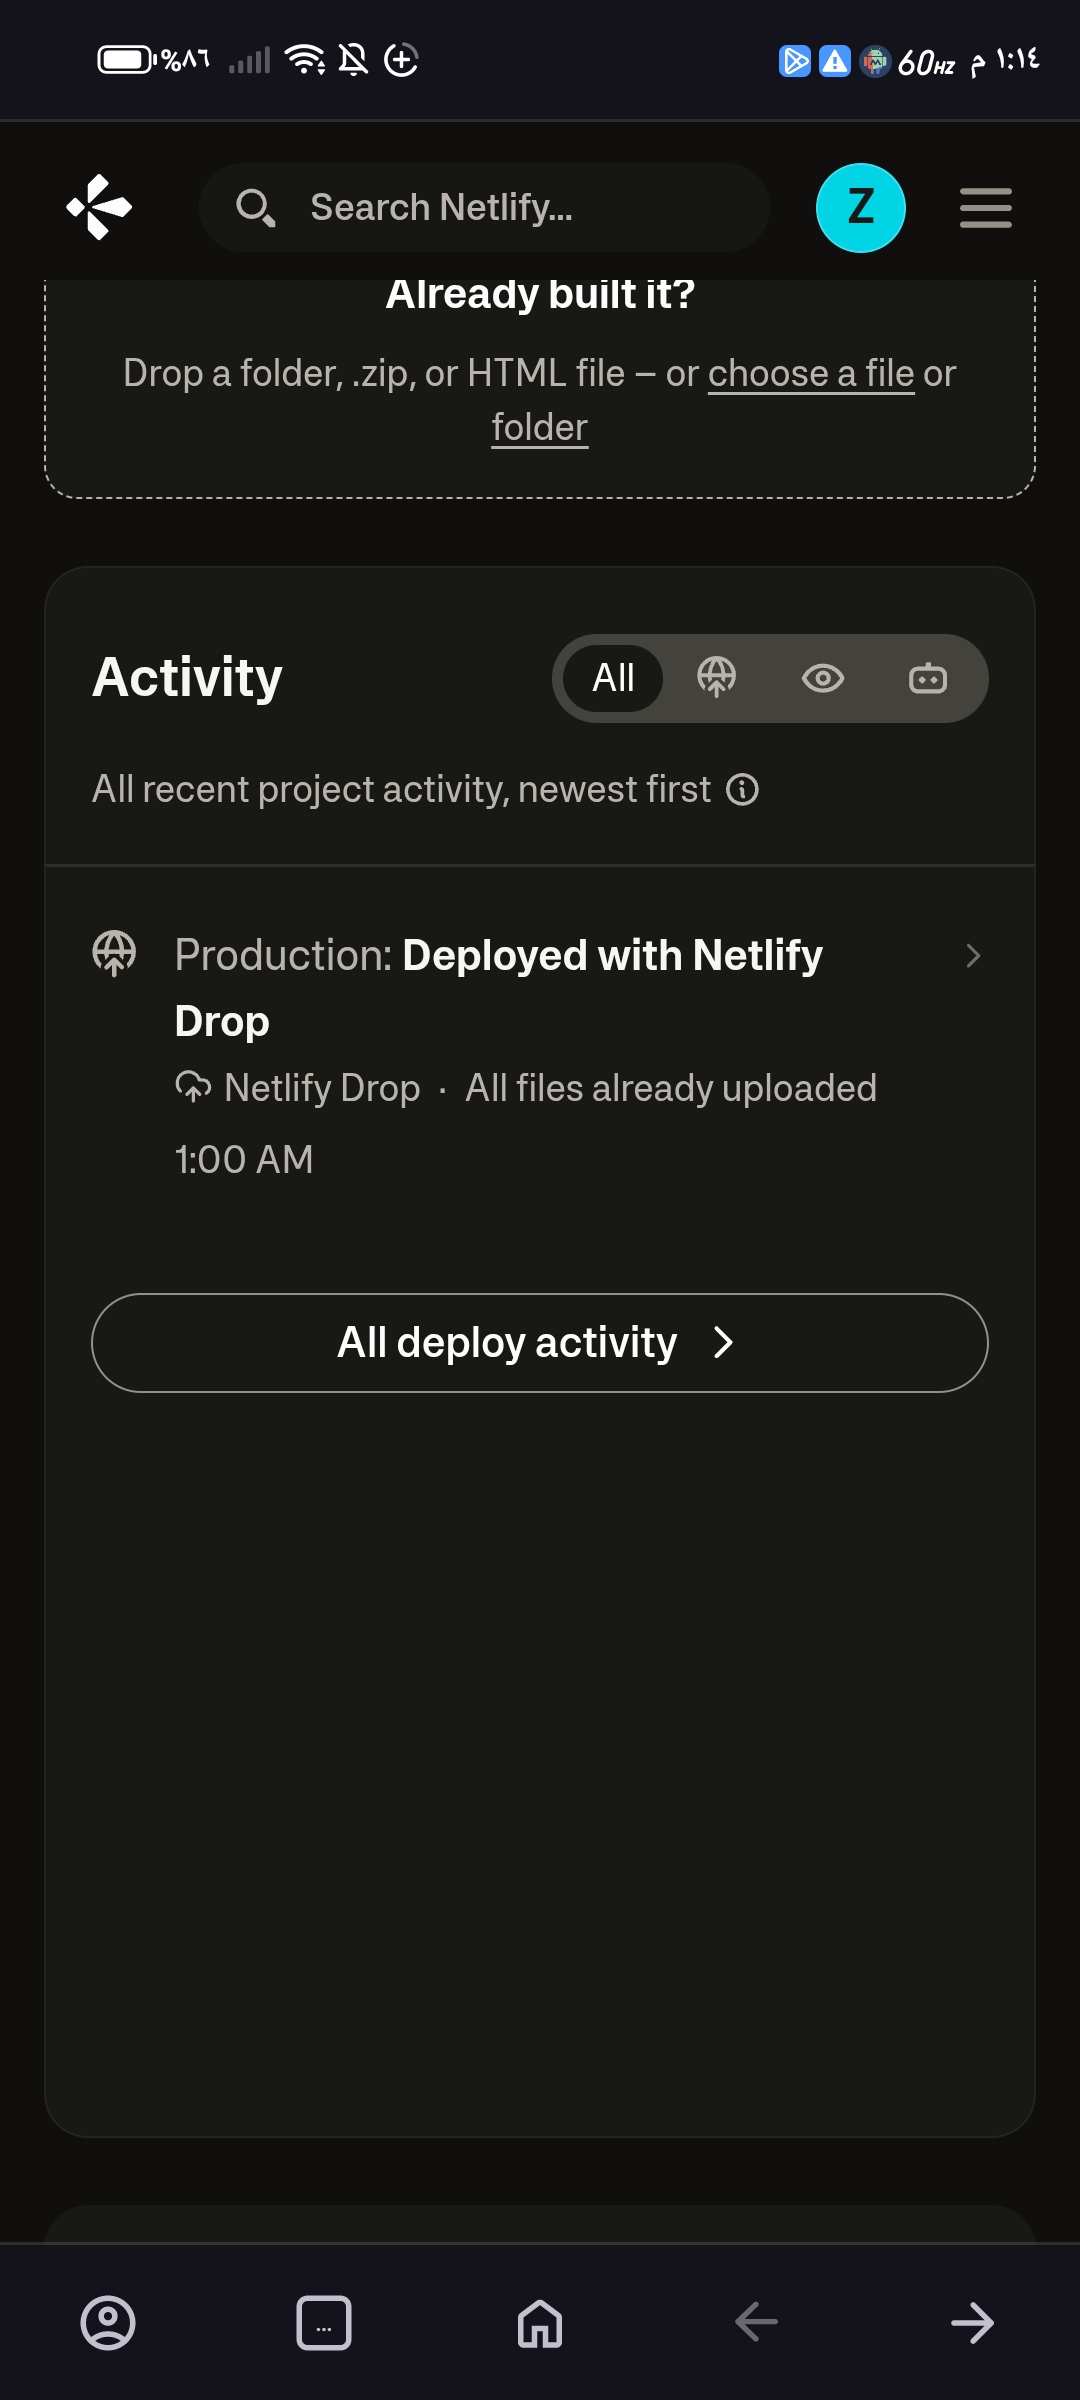 %٨٦
60HZ م ١:١٤
Search Netlify...
Z
Already built it?
Drop a folder, .zip, or HTML file – or choose a file or
folder
Activity
All
All recent project activity, newest first
Production: Deployed with Netlify
Drop
Netlify Drop · All files already uploaded
1:00 AM
All deploy activity